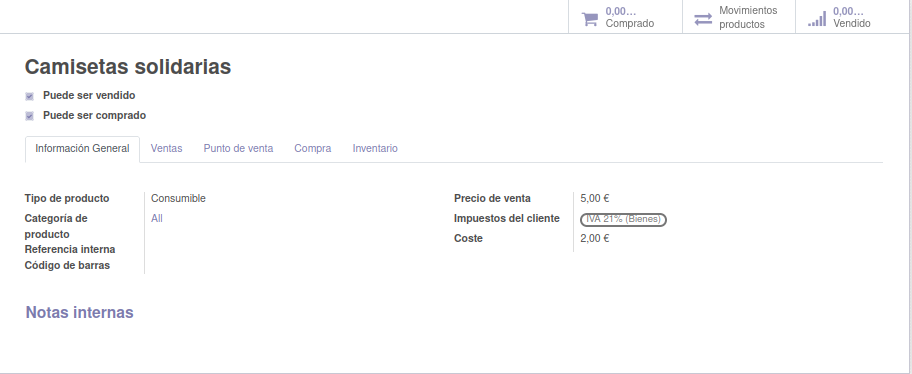 0,00...
Comprado
Movimientos
productos
0,00...
Vendido
Camisetas solidarias
Puede ser vendido
Puede ser comprado
Información General
Ventas
Punto de venta
Compra
Inventario
Tipo de producto
Consumible
Categoría de
producto
All
Referencia interna
Código de barras
Precio de venta
5,00 €
Impuestos del cliente
IVA 21% (Bienes)
Coste
2,00 €
Notas internas